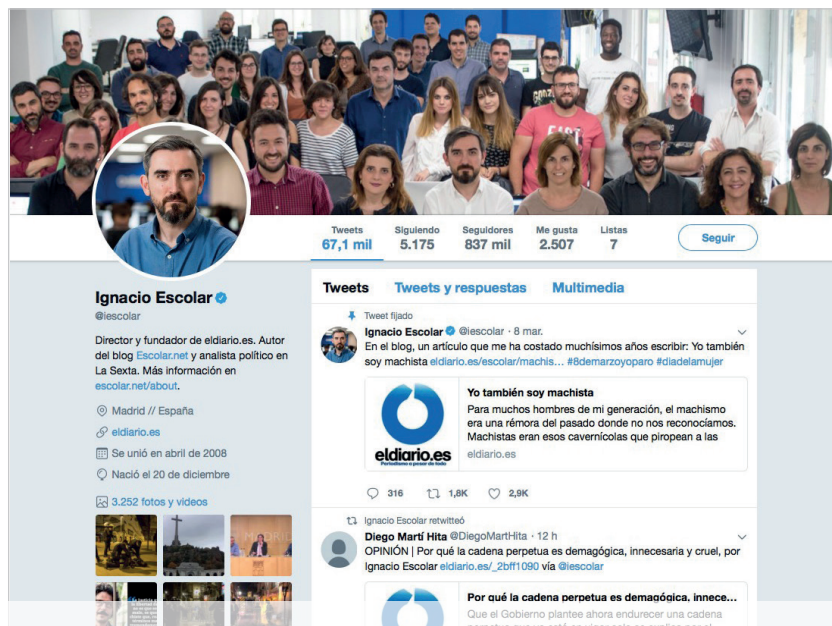 Tweets
67,1 mil
Siguiendo
5.175
Seguidores
837 mil
Me gusta
2.507
Listas
7
Seguir
Ignacio Escolar
@iescolar
Director y fundador de eldiario.es. Autor
del blog Escolar.net y analista político en
La Sexta. Más información en
escolar.net/about.
Madrid // España
eldiario.es
Se unió en abril de 2008
Nació el 20 de diciembre
3.252 fotos y videos
Tweets Tweets y respuestas Multimedia
Tweet fijado
Ignacio Escolar @iescolar · 8 mar.
En el blog, un artículo que me ha costado muchísimos años escribir: Yo también
soy machista eldiario.es/escolar/machis... #8demarzoyoparo #diadelamujer
eldiario.es
Periodismo a pesar de todo
Yo también soy machista
Para muchos hombres de mi generación, el machismo
era una rémora del pasado donde no nos reconocíamos.
Machistas eran esos cavernícolas que piropean a las
eldiario.es
316 1,8K 2,9K
Ignacio Escolar retwitteó
Diego Martí Hita @DiegoMartHita · 12 h
OPINIÓN | Por qué la cadena perpetua es demagógica, innecesaria y cruel, por
Ignacio Escolar eldiario.es/_2bff1090 vía @iescolar
Por qué la cadena perpetua es demagógica, innece...
Que el Gobierno plantee ahora endurecer una cadena